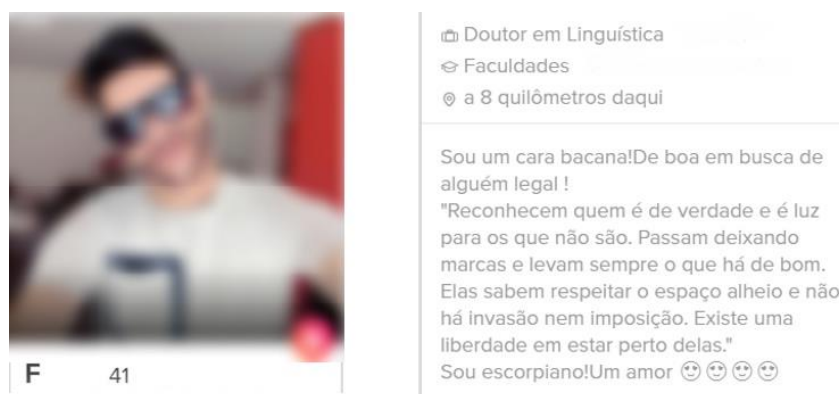 F 41
Doutor em Linguística
Faculdades
a 8 quilômetros daqui
Sou um cara bacana!De boa em busca de
alguém legal !
"Reconhecem quem é de verdade e é luz
para os que não são. Passam deixando
marcas e levam sempre o que há de bom.
Elas sabem respeitar o espaço alheio e não
há invasão nem imposição. Existe uma
liberdade em estar perto delas."
Sou escorpiano!Um amor 😍😍😍😍